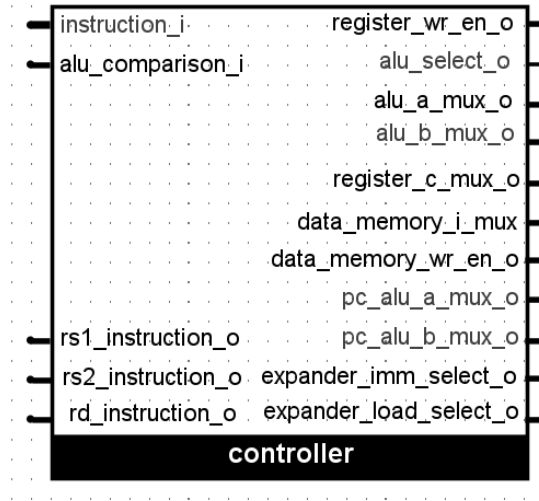 instruction_i
register_wr_en_o
alu_comparison_i
alu_select_o
alu_a_mux_o
alu_b_mux_o
register_c_mux_o
data_memory_i_mux
data_memory_wr_en_o
pc_alu_a_mux_o
rs1_instruction_o
pc_alu_b_mux_o
rs2_instruction_o
expander_imm_select_o
rd_instruction_o
expander_load_select_o
controller